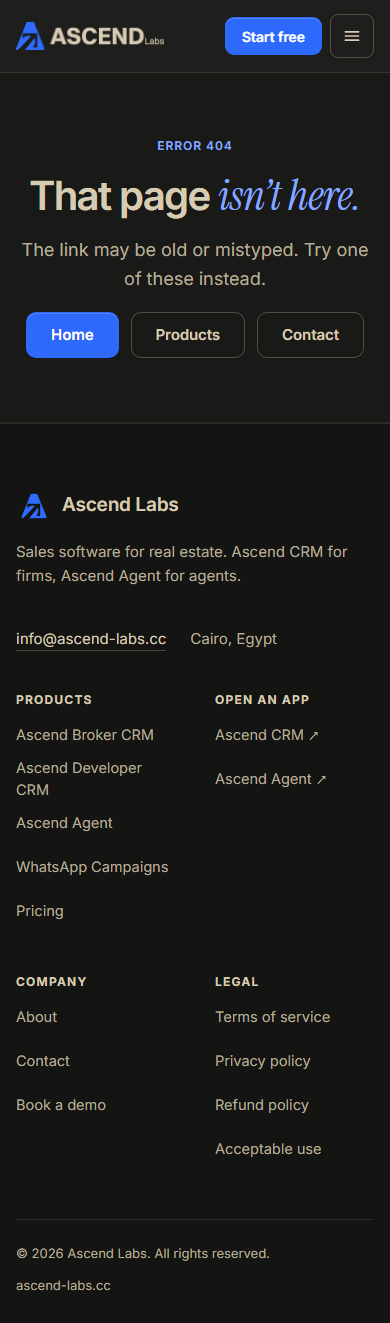 ASCEND Labs
Start free
ERROR 404
That page isn't here.
The link may be old or mistyped. Try one
of these instead.
Home
Products
Contact
Ascend Labs
Sales software for real estate. Ascend CRM for
firms, Ascend Agent for agents.
info@ascend-labs.cc
Cairo, Egypt
PRODUCTS
Ascend Broker CRM
Ascend Developer
CRM
Ascend Agent
WhatsApp Campaigns
Pricing
OPEN AN APP
Ascend CRM ↗
Ascend Agent ↗
COMPANY
About
Contact
Book a demo
LEGAL
Terms of service
Privacy policy
Refund policy
Acceptable use
© 2026 Ascend Labs. All rights reserved.
ascend-labs.cc